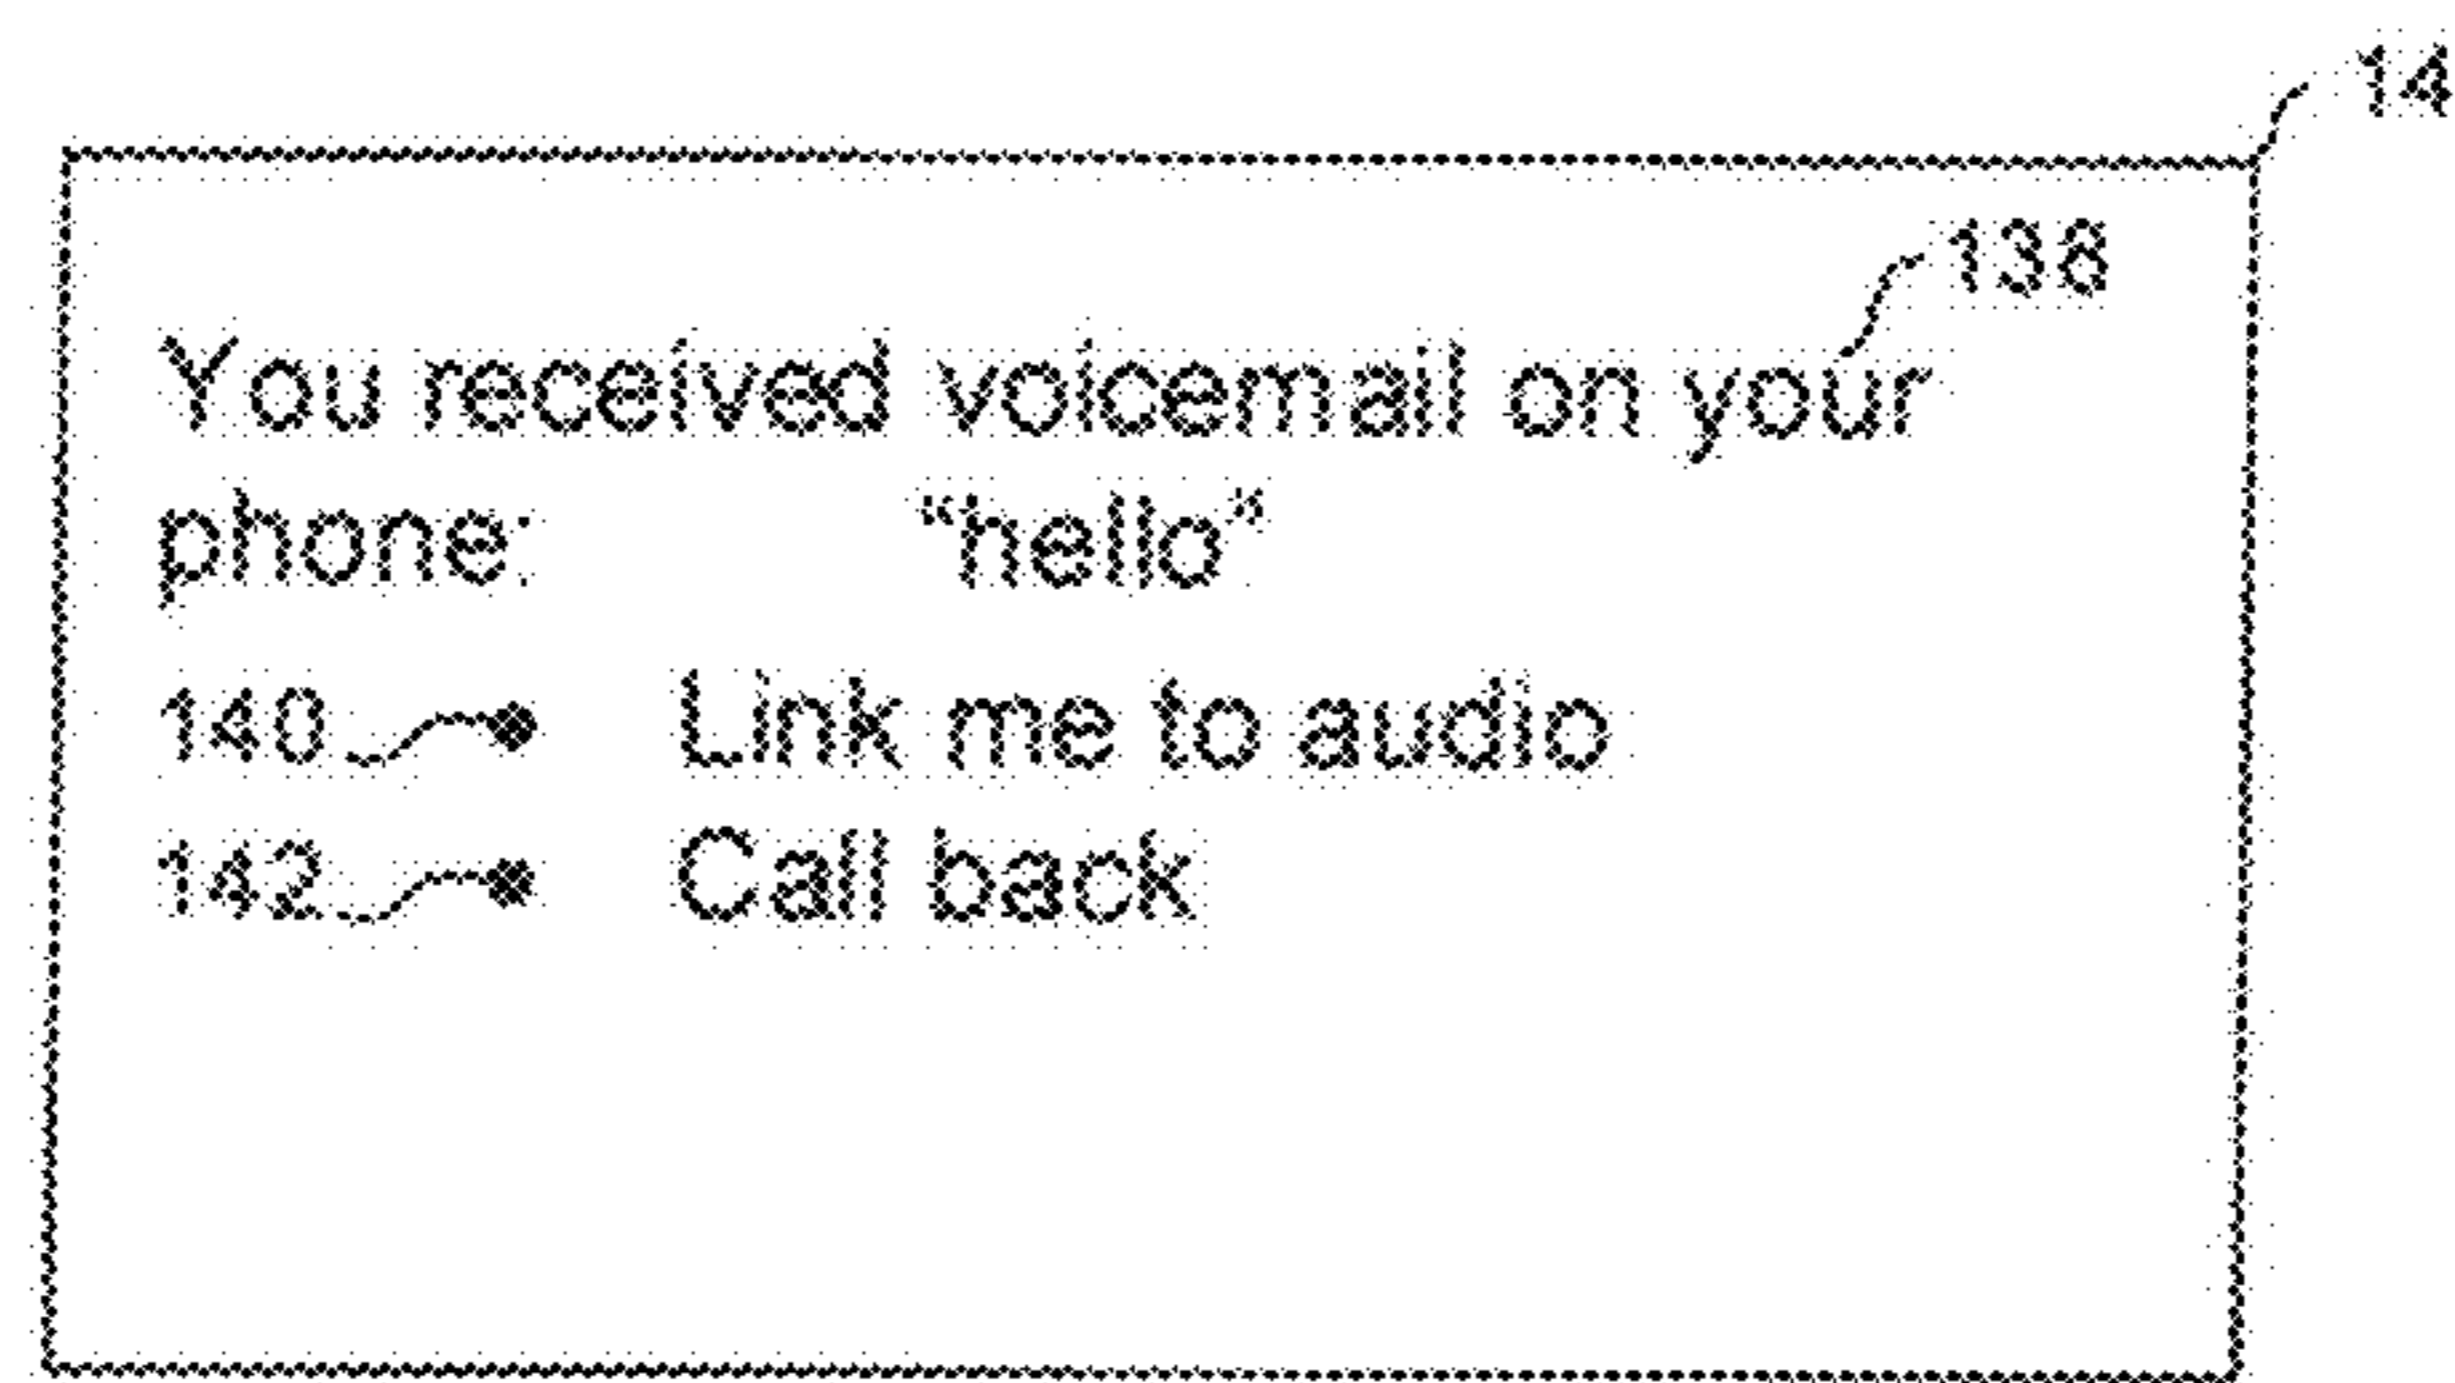 14
138
You received voicemail on your
phone: “hello”
140 Link me to audio
142 Call back